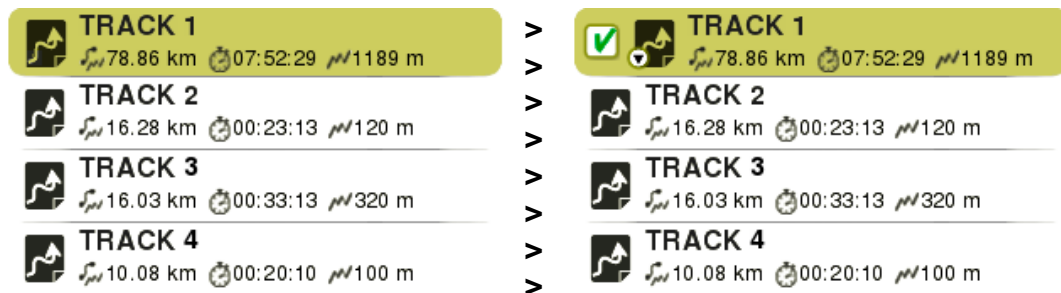 TRACK 1
78.86 km 07:52:29 1189 m
TRACK 2
16.28 km 00:23:13 120 m
TRACK 3
16.03 km 00:33:13 320 m
TRACK 4
10.08 km 00:20:10 100 m
>
>
>
>
>
>
>
>
TRACK 1
78.86 km 07:52:29 1189 m
TRACK 2
16.28 km 00:23:13 120 m
TRACK 3
16.03 km 00:33:13 320 m
TRACK 4
10.08 km 00:20:10 100 m